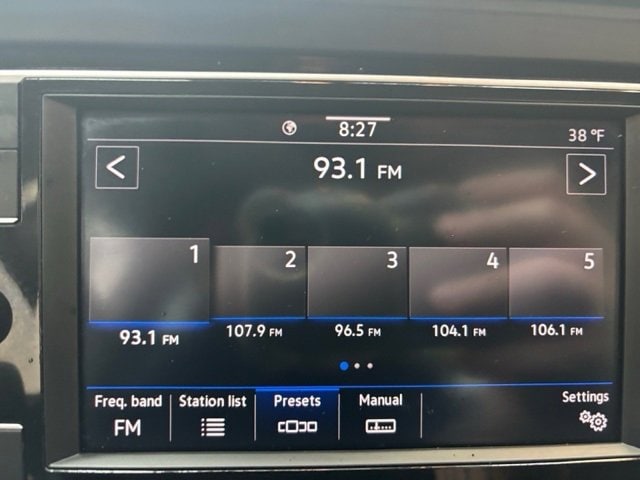 8:27
38 °F
< 93.1 FM >
1 2 3 4 5
93.1 FM 107.9 FM 96.5 FM 104.1 FM 106.1 FM
Freq. band Station list Presets Manual Settings
FM